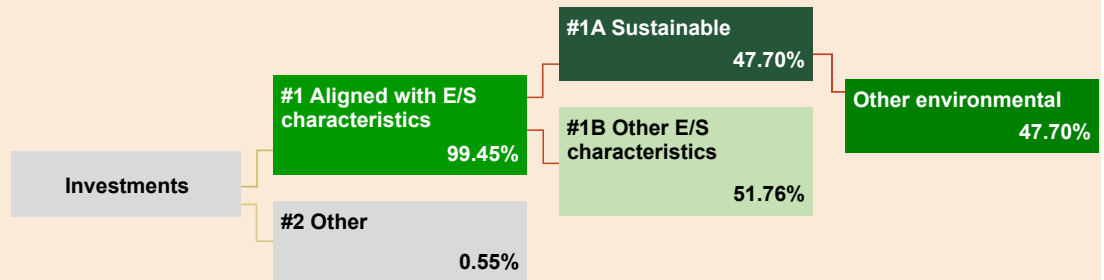 Investments
#1 Aligned with E/S
characteristics
99.45%
#2 Other
0.55%
#1A Sustainable
47.70%
#1B Other E/S
characteristics
51.76%
Other environmental
47.70%